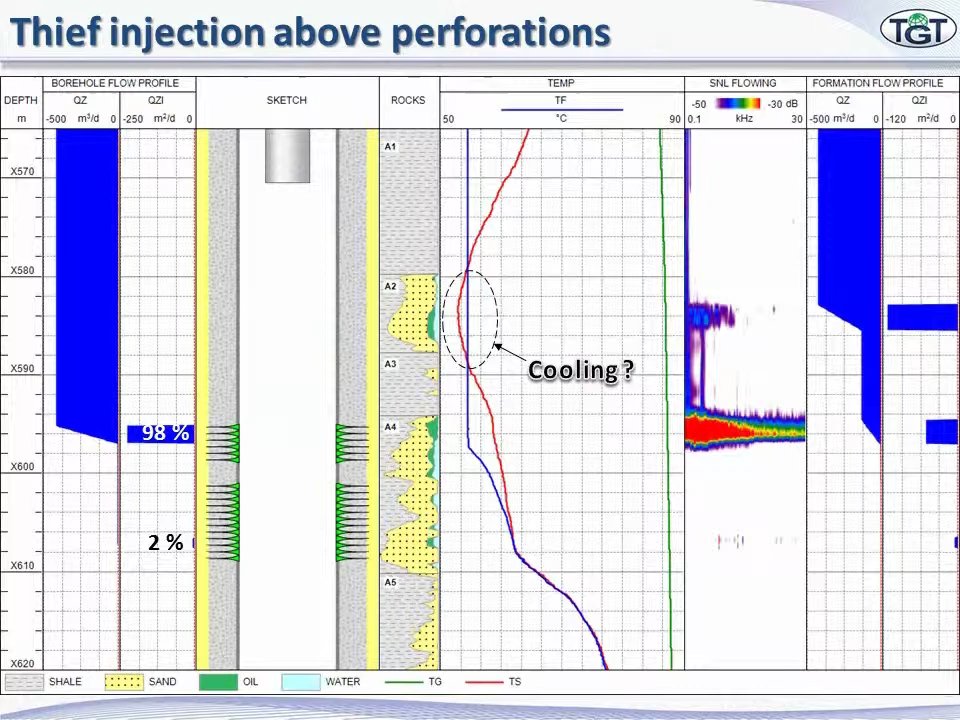 Thief injection above perforations
TGT
BOREHOLE FLOW PROFILE
TEMP
SNL FLOWING
FORMATION FLOW PROFILE
DEPTH
QZ
QZI
SKETCH
ROCKS
TF
-50 -30 dB
QZ
QZI
m
-500 m³/d 0
-250 m²/d 0
50 °C 90
0.1 kHz 30
-500 m³/d 0
-120 m²/d 0
A1
X570
X580
A2
A3
X590
Cooling ?
A4
98 %
X600
2 %
X610
A5
X620
SHALE
SAND
OIL
WATER
TG
TS